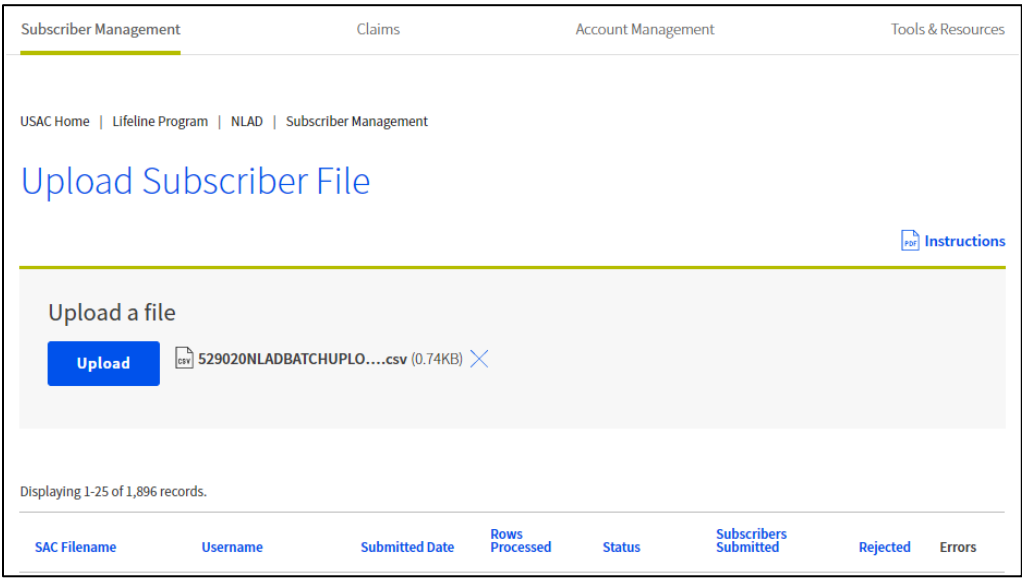 Subscriber Management Claims Account Management Tools & Resources
USAC Home | Lifeline Program | NLAD | Subscriber Management
Upload Subscriber File
PDF Instructions
Upload a file
Upload CSV 529020NLADBATCHUPLO....csv (0.74KB)
Displaying 1-25 of 1,896 records.
SAC Filename Username Submitted Date Rows Processed Status Subscribers Submitted Rejected Errors